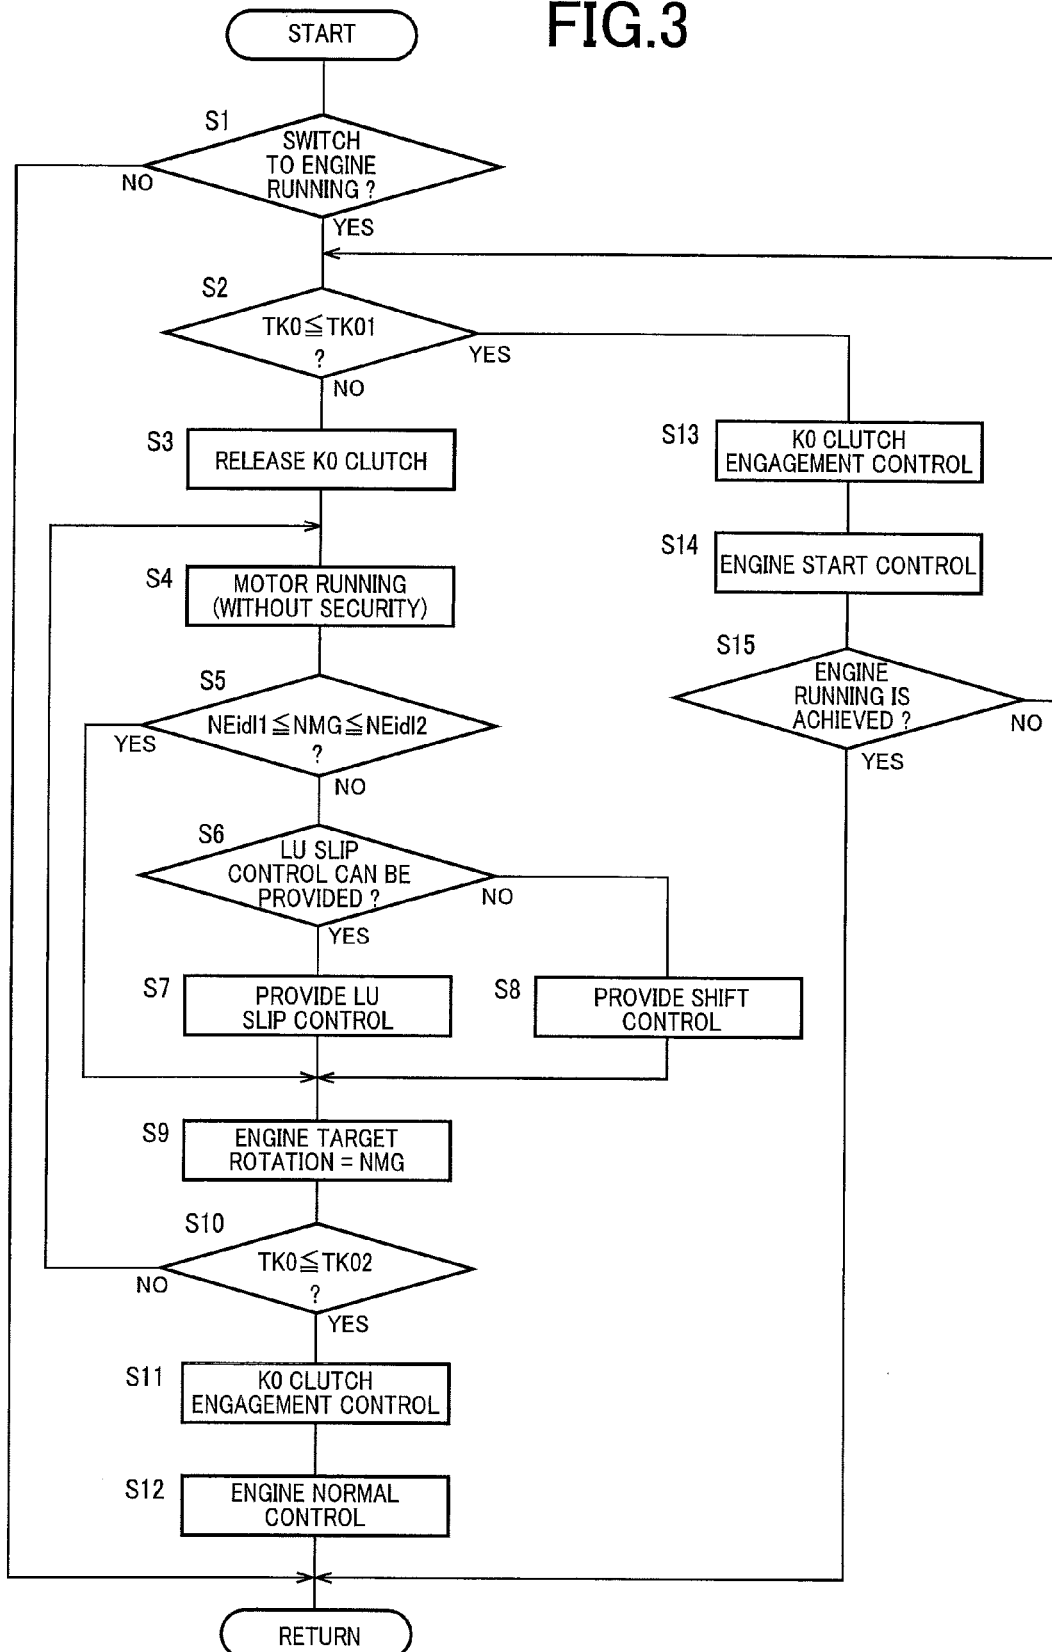 FIG.3
START
S1
SWITCH
TO ENGINE
RUNNING ?
NO
YES
S2
TK0≦TK01
?
YES
NO
S3
RELEASE K0 CLUTCH
S13
K0 CLUTCH
ENGAGEMENT CONTROL
S4
MOTOR RUNNING
(WITHOUT SECURITY)
S14
ENGINE START CONTROL
S5
NEidl1≦NMG≦NEidl2
?
YES
NO
S15
ENGINE
RUNNING IS
ACHIEVED ?
NO
YES
S6
LU SLIP
CONTROL CAN BE
PROVIDED ?
NO
YES
S7
PROVIDE LU
SLIP CONTROL
S8
PROVIDE SHIFT
CONTROL
S9
ENGINE TARGET
ROTATION = NMG
S10
TK0≦TK02
?
NO
YES
S11
K0 CLUTCH
ENGAGEMENT CONTROL
S12
ENGINE NORMAL
CONTROL
RETURN